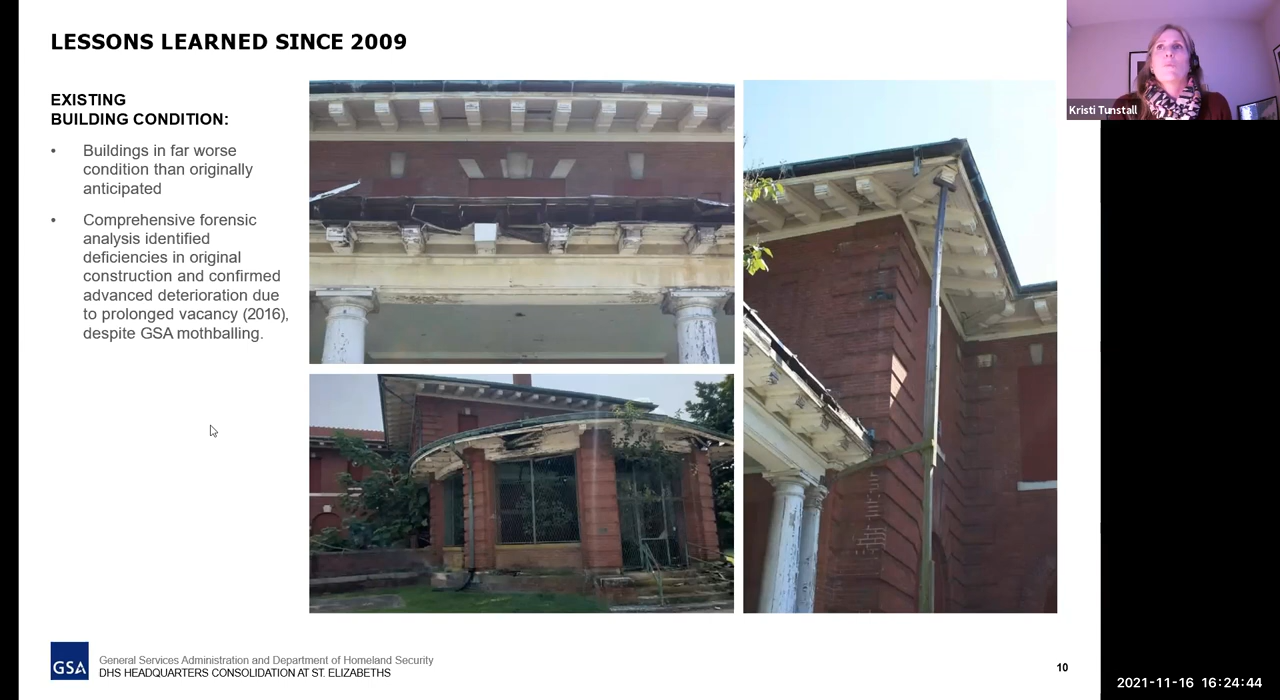 LESSONS LEARNED SINCE 2009
EXISTING
BUILDING CONDITION:
• Buildings in far worse
condition than originally
anticipated
• Comprehensive forensic
analysis identified
deficiencies in original
construction and confirmed
advanced deterioration due
to prolonged vacancy (2016),
despite GSA mothballing.
Kristi Tunstall
GSA
General Services Administration and Department of Homeland Security
DHS HEADQUARTERS CONSOLIDATION AT ST. ELIZABETHS
10
2021-11-16 16:24:44